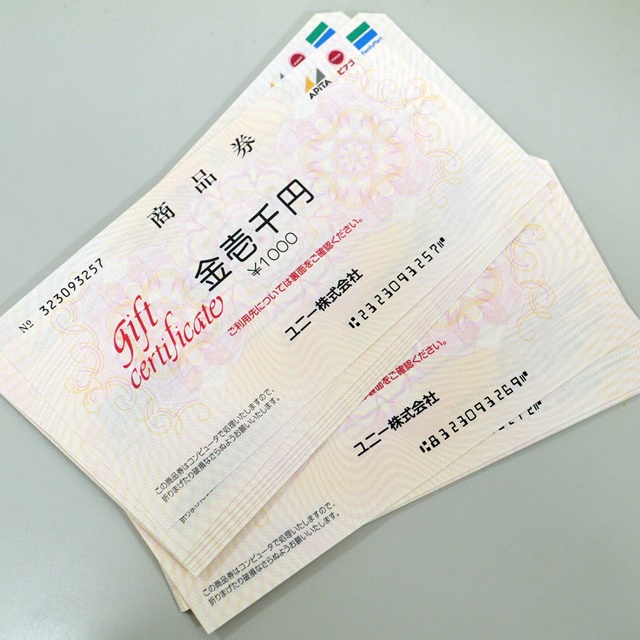 FamilyMart
ピアゴ
APITA
商品券
金壱千円
¥1000
№ 323093257
Gift
certificate
ご利用先については裏面をご確認ください。
ユニー株式会社
323093257
この商品券はコンピュータで処理いたしますので、
折りまげたり破損なさらぬようお願いいたします。
をご確認ください。
ユニー株式会社
8323093269
この商品券はコンピュータで処理いたしますので、
折りまげたり破損なさらぬようお願いいたします。